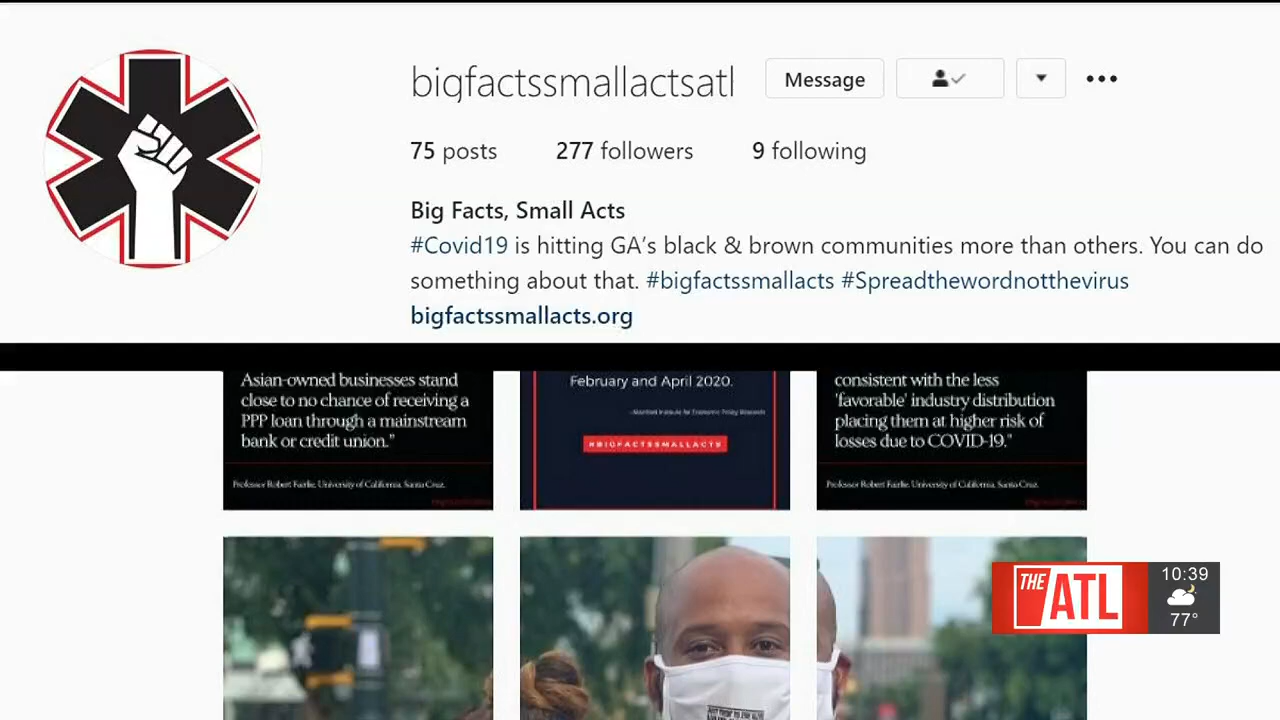 bigfactssmallactsatl
Message
75 posts 277 followers 9 following
Big Facts, Small Acts
#Covid19 is hitting GA's black & brown communities more than others. You can do
something about that. #bigfactssmallacts #Spreadthewordnotthevirus
bigfactssmallacts.org
Asian-owned businesses stand
close to no chance of receiving a
PPP loan through a mainstream
bank or credit union."
Professor Robert Fairlie, University of California, Santa Cruz.
February and April 2020.
#BIGFACTSSMALLACTS
consistent with the less
'favorable' industry distribution
placing them at higher risk of
losses due to COVID-19."
Professor Robert Fairlie, University of California, Santa Cruz.
THE
ATL
10:39
77°